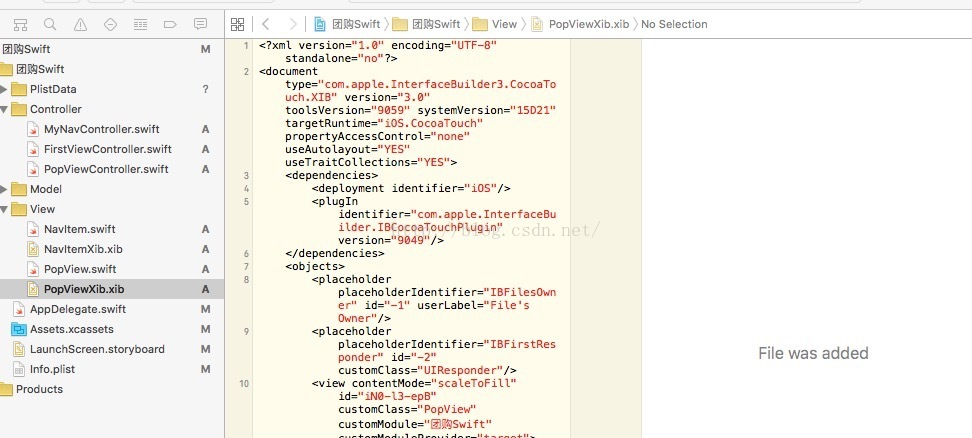 团购Swift 团购Swift View PopViewXib.xib No Selection
团购Swift M
团购Swift
PlistData ?
Controller
MyNavController.swift A
FirstViewController.swift A
PopViewController.swift A
Model
View
NavItem.swift A
NavItemXib.xib A
PopView.swift A
PopViewXib.xib A
AppDelegate.swift M
Assets.xcassets M
LaunchScreen.storyboard M
Info.plist M
Products
1 <?xml version="1.0" encoding="UTF-8"
standalone="no"?>
2 <document
type="com.apple.InterfaceBuilder3.CocoaTo
uch.XIB" version="3.0"
toolsVersion="9059" systemVersion="15D21"
targetRuntime="iOS.CocoaTouch"
propertyAccessControl="none"
useAutolayout="YES"
useTraitCollections="YES">
3 <dependencies>
4 <deployment identifier="iOS"/>
5 <plugIn
identifier="com.apple.InterfaceBu
ilder.IBCocoaTouchPlugin"
version="9049"/>
6 </dependencies>
7 <objects>
8 <placeholder
placeholderIdentifier="IBFilesOwn
er" id="-1" userLabel="File's
Owner"/>
9 <placeholder
placeholderIdentifier="IBFirstRes
ponder" id="-2"
customClass="UIResponder"/>
10 <view contentMode="scaleToFill"
id="iN0-l3-epB"
customClass="PopView"
customModule="团购Swift"
customModuleProvider="target">
http://blog.csdn.net/
File was added